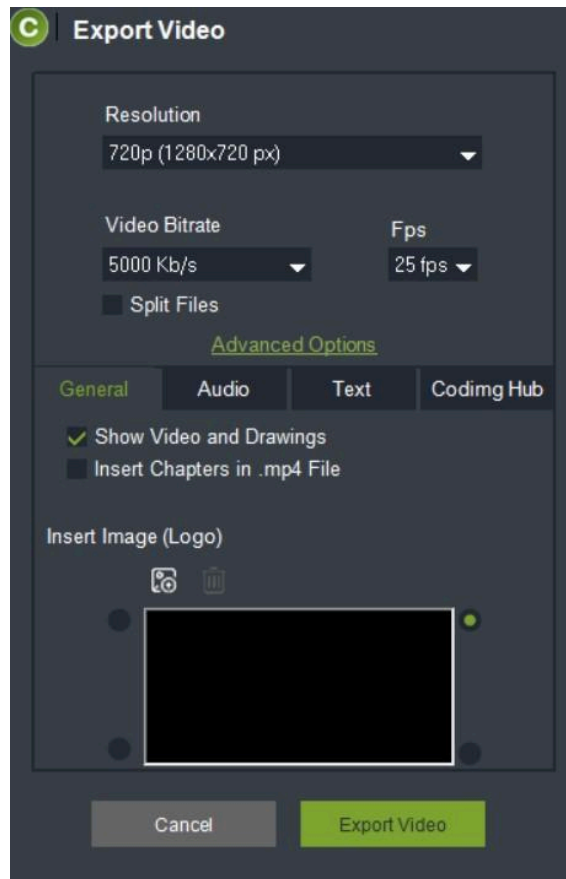 C Export Video
Resolution
720p (1280x720 px)
Video Bitrate Fps
5000 Kb/s 25 fps
Split Files
Advanced Options
General Audio Text Codimg Hub
Show Video and Drawings
Insert Chapters in .mp4 File
Insert Image (Logo)
Cancel Export Video